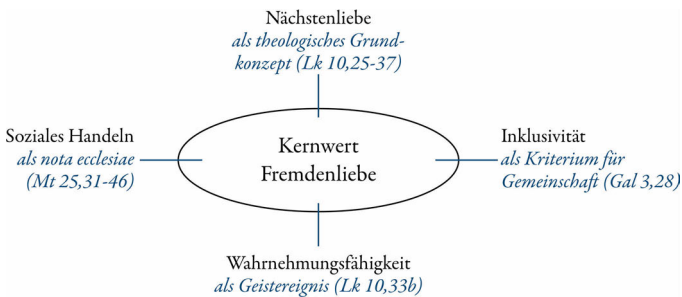 Nächstenliebe
als theologisches Grund-
konzept (Lk 10,25-37)
Soziales Handeln
als nota ecclesiae
(Mt 25,31-46)
Kernwert
Fremdenliebe
Inklusivität
als Kriterium für
Gemeinschaft (Gal 3,28)
Wahrnehmungsfähigkeit
als Geistereignis (Lk 10,33b)